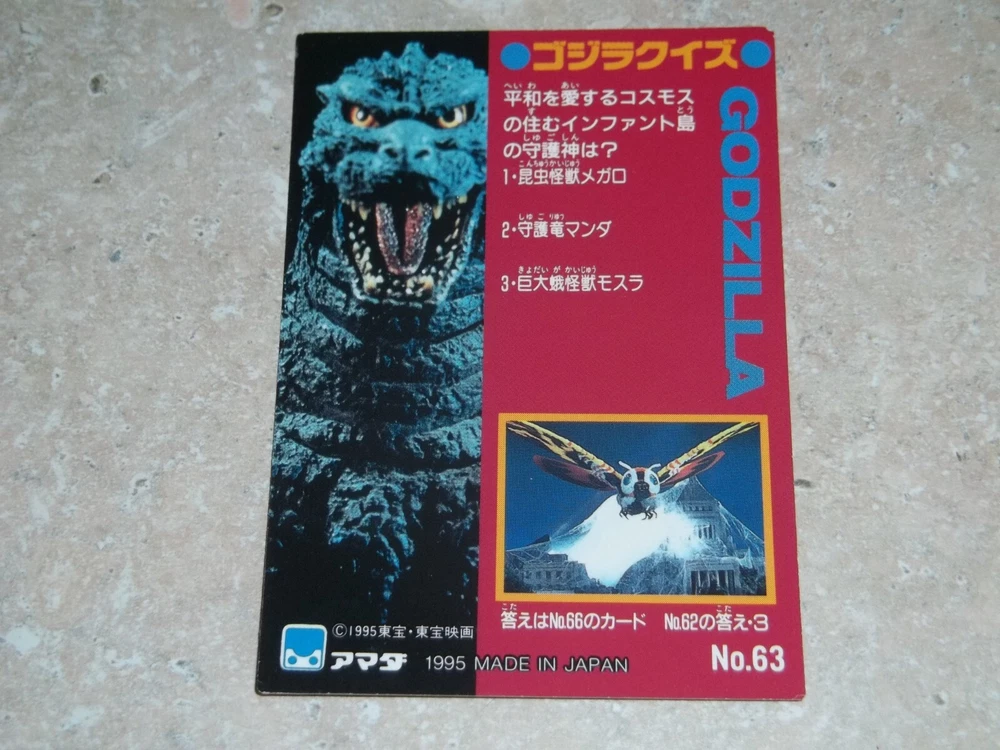 ゴジラクイズ
GODZILLA
平和を愛するコスモス
の住むインファント島
の守護神は?
1・昆虫怪獣メガロ
2・守護竜マンダ
3・巨大蛾怪獣モスラ
答えはNo.66のカード No.62の答え・3
©1995東宝・東宝映画
アマダ 1995 MADE IN JAPAN
No.63